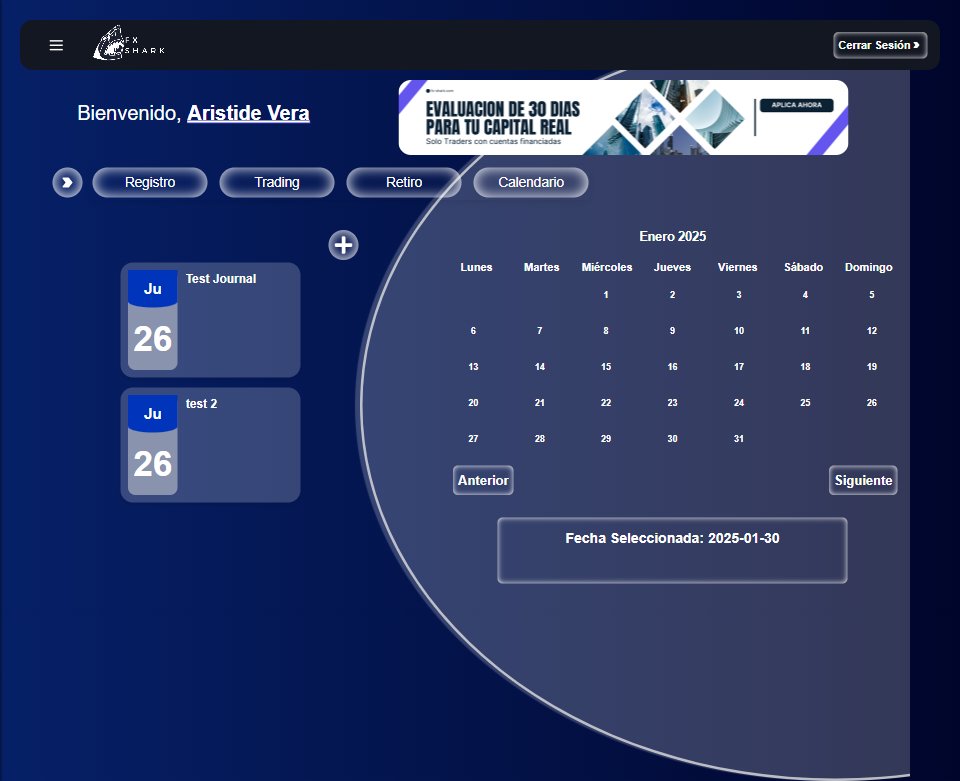 FX
SHARK
Cerrar Sesión
Bienvenido, Aristide Vera
fx-shark.com
EVALUACION DE 30 DIAS
PARA TU CAPITAL REAL
Solo Traders con cuentas financiadas
APLICA AHORA
Registro Trading Retiro Calendario
Ju
26
Test Journal
Ju
26
test 2
Enero 2025
Lunes Martes Miércoles Jueves Viernes Sábado Domingo
1 2 3 4 5
6 7 8 9 10 11 12
13 14 15 16 17 18 19
20 21 22 23 24 25 26
27 28 29 30 31
Anterior Siguiente
Fecha Seleccionada: 2025-01-30